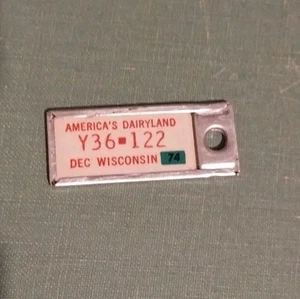 AMERICA'S DAIRYLAND
Y36▪122
DEC WISCONSIN 74